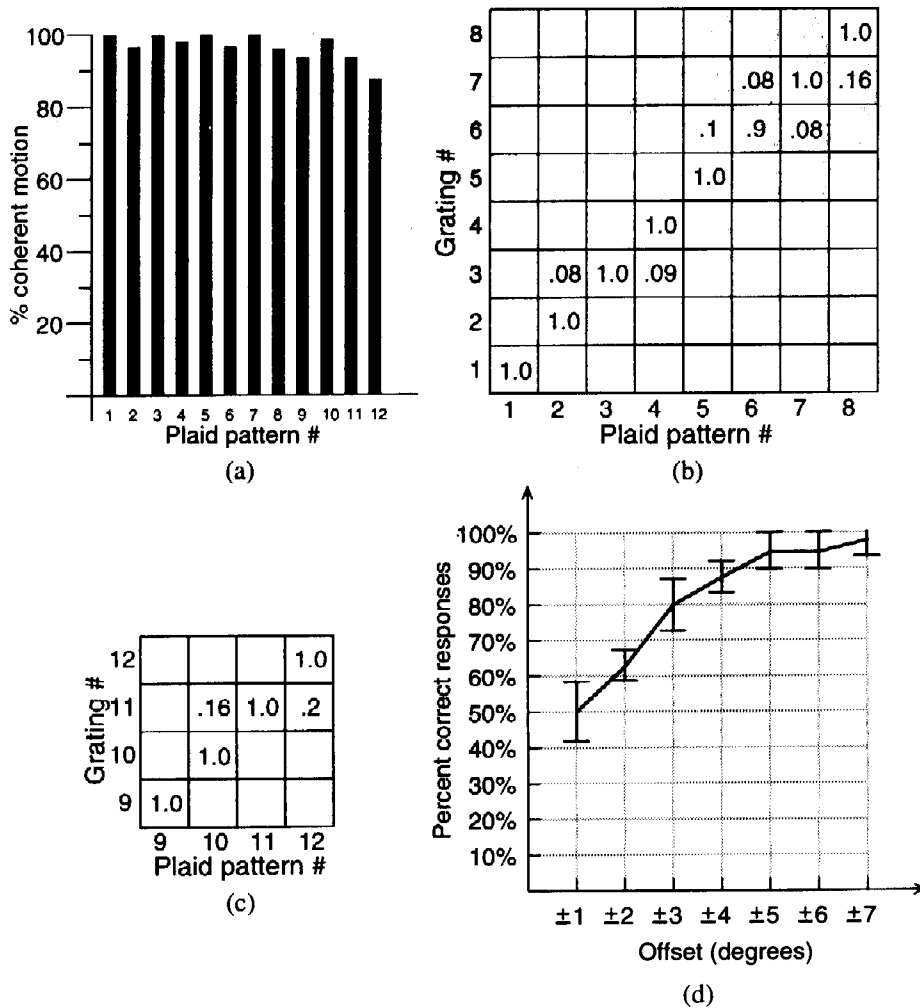 (a)
100
80
60
40
20
% coherent motion
1 2 3 4 5 6 7 8 9 10 11 12
Plaid pattern #
(b)
8 1.0
7 .08 1.0 .16
6 .1 .9 .08
5 1.0
4 1.0
3 .08 1.0 .09
2 1.0
1 1.0
Grating #
1 2 3 4 5 6 7 8
Plaid pattern #
(a)
(b)
12 1.0
11 .16 1.0 .2
10 1.0
9 1.0
Grating #
9 10 11 12
Plaid pattern #
(c)
100%
90%
80%
70%
60%
50%
40%
30%
20%
10%
Percent correct responses
±1 ±2 ±3 ±4 ±5 ±6 ±7
Offset (degrees)
(d)